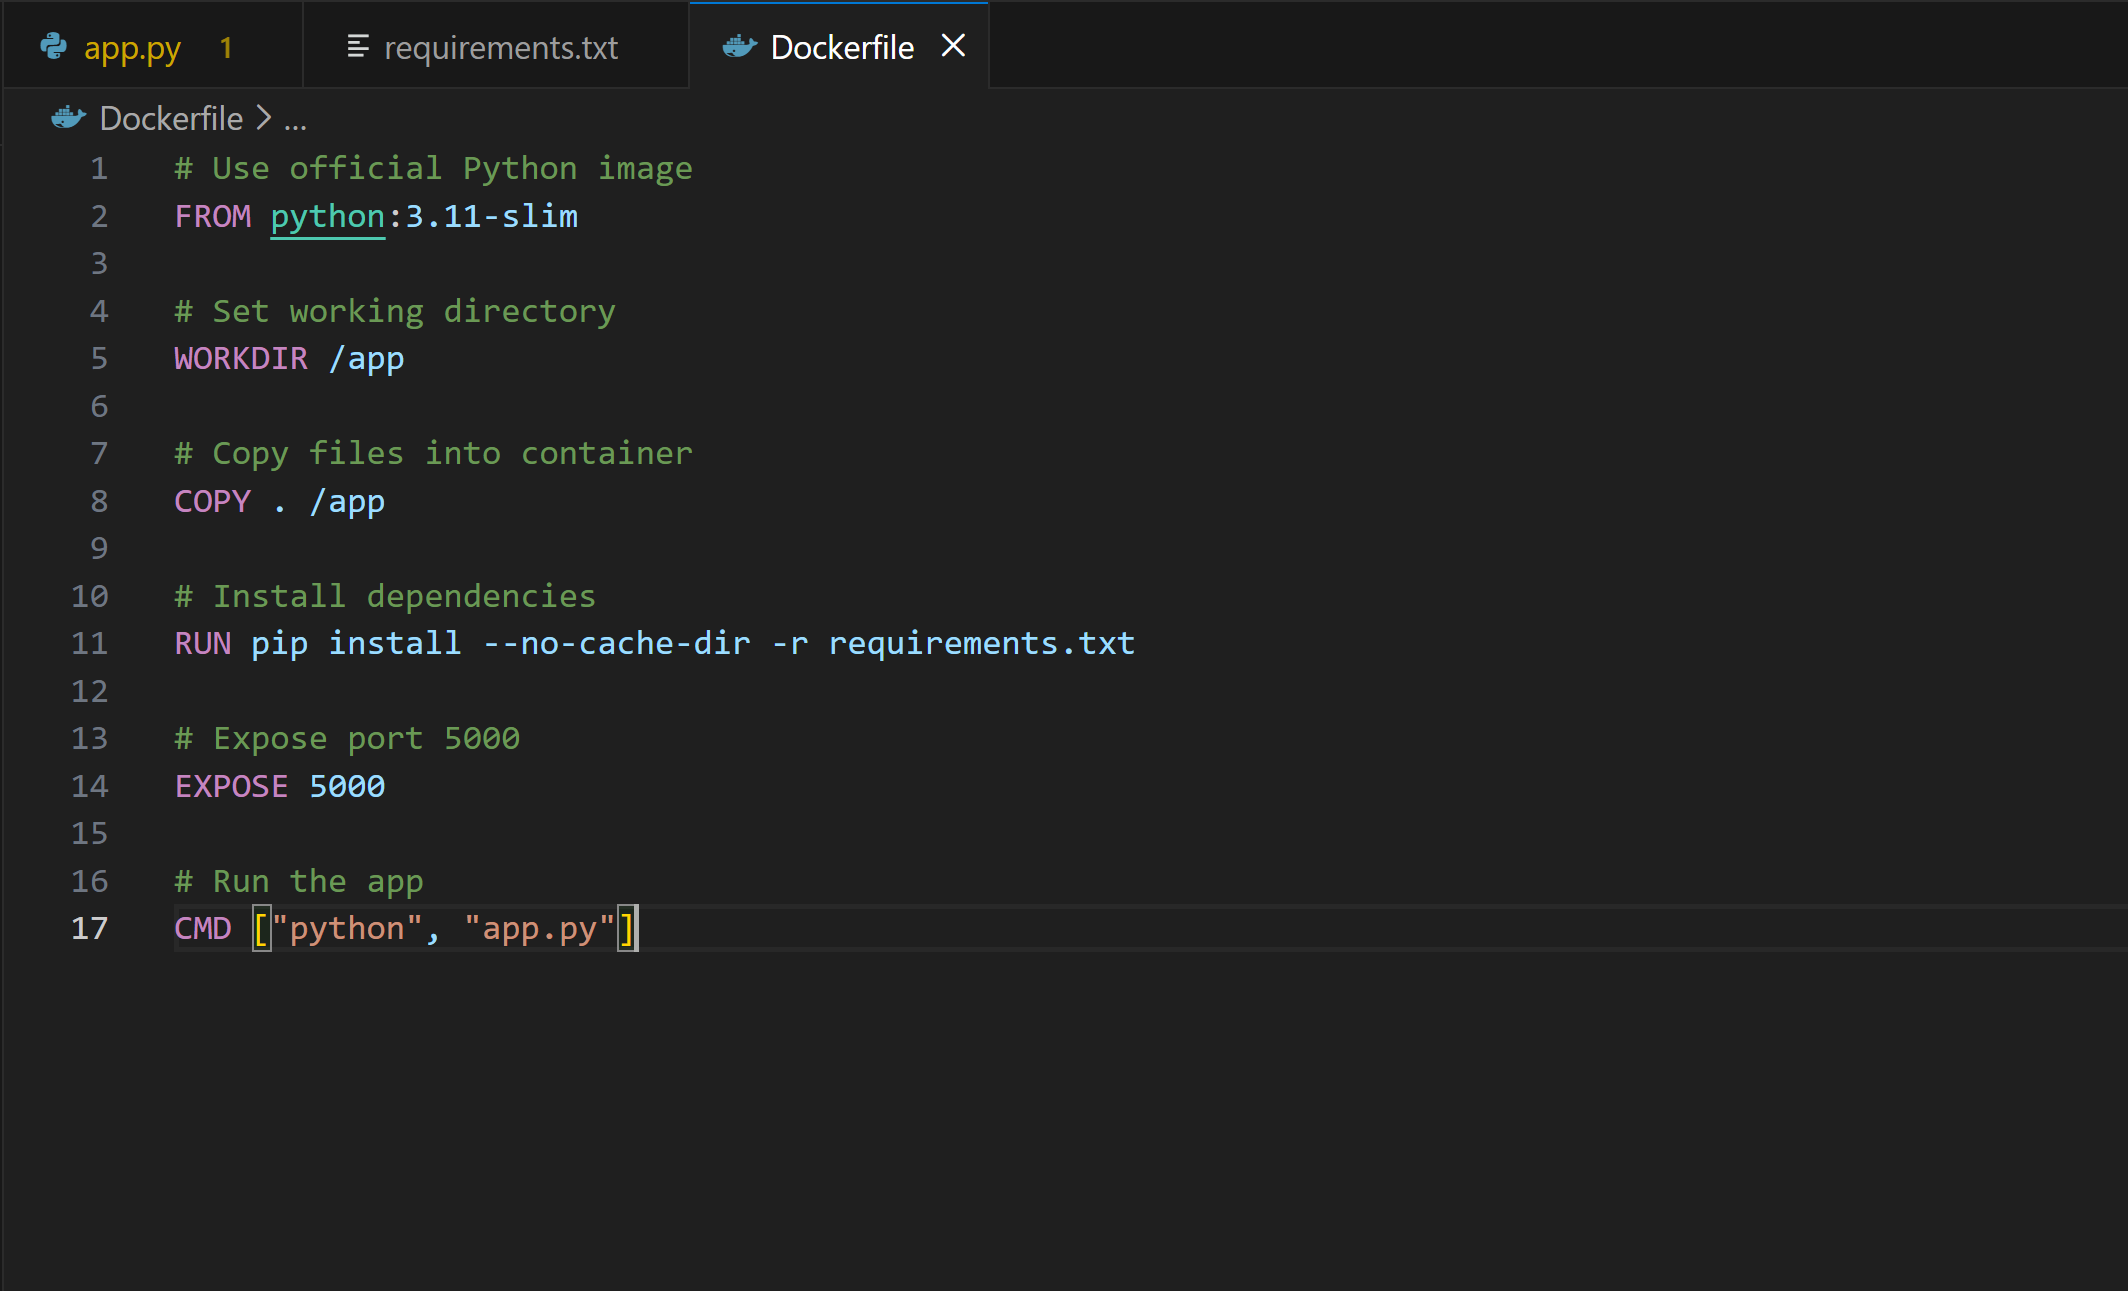 app.py 1 requirements.txt Dockerfile
Dockerfile > ...
1 # Use official Python image
2 FROM python:3.11-slim
3
4 # Set working directory
5 WORKDIR /app
6
7 # Copy files into container
8 COPY . /app
9
10 # Install dependencies
11 RUN pip install --no-cache-dir -r requirements.txt
12
13 # Expose port 5000
14 EXPOSE 5000
15
16 # Run the app
17 CMD ["python", "app.py"]